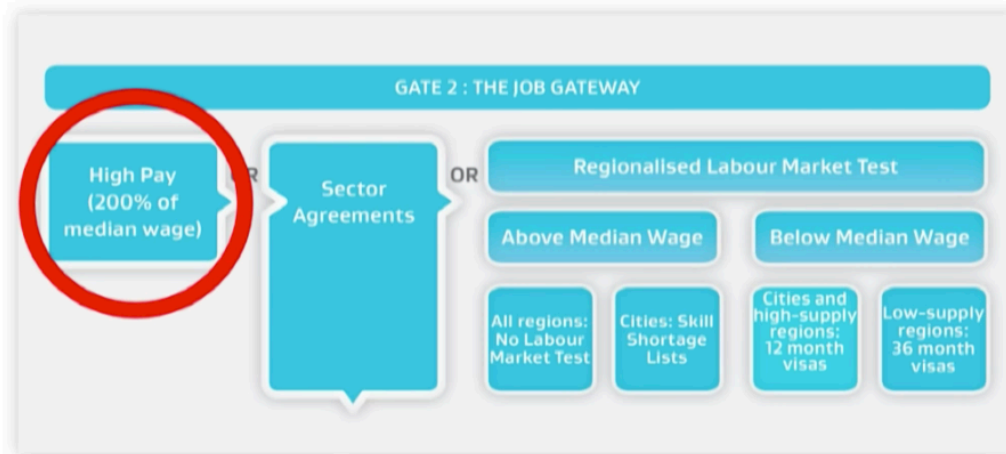 GATE 2 : THE JOB GATEWAY
High Pay
(200% of
median wage)
OR
Sector
Agreements
OR
Regionalised Labour Market Test
Above Median Wage
Below Median Wage
All regions:
No Labour
Market Test
Cities: Skill
Shortage
Lists
Cities and
high-supply
regions:
12 month
visas
Low-supply
regions:
36 month
visas